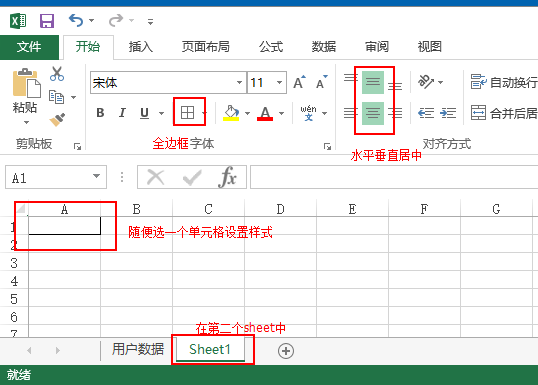 文件 开始 插入 页面布局 公式 数据 审阅 视图
宋体 11 A A 自动换行
粘贴
B I U A wén 文 合并后居
剪贴板 全边框 字体 对齐方式
水平垂直居中
A1 fx
A B C D E F G
1
随便选一个单元格设置样式
2
3
4
5
6
在第二个sheet中
7
用户数据 Sheet1
就绪